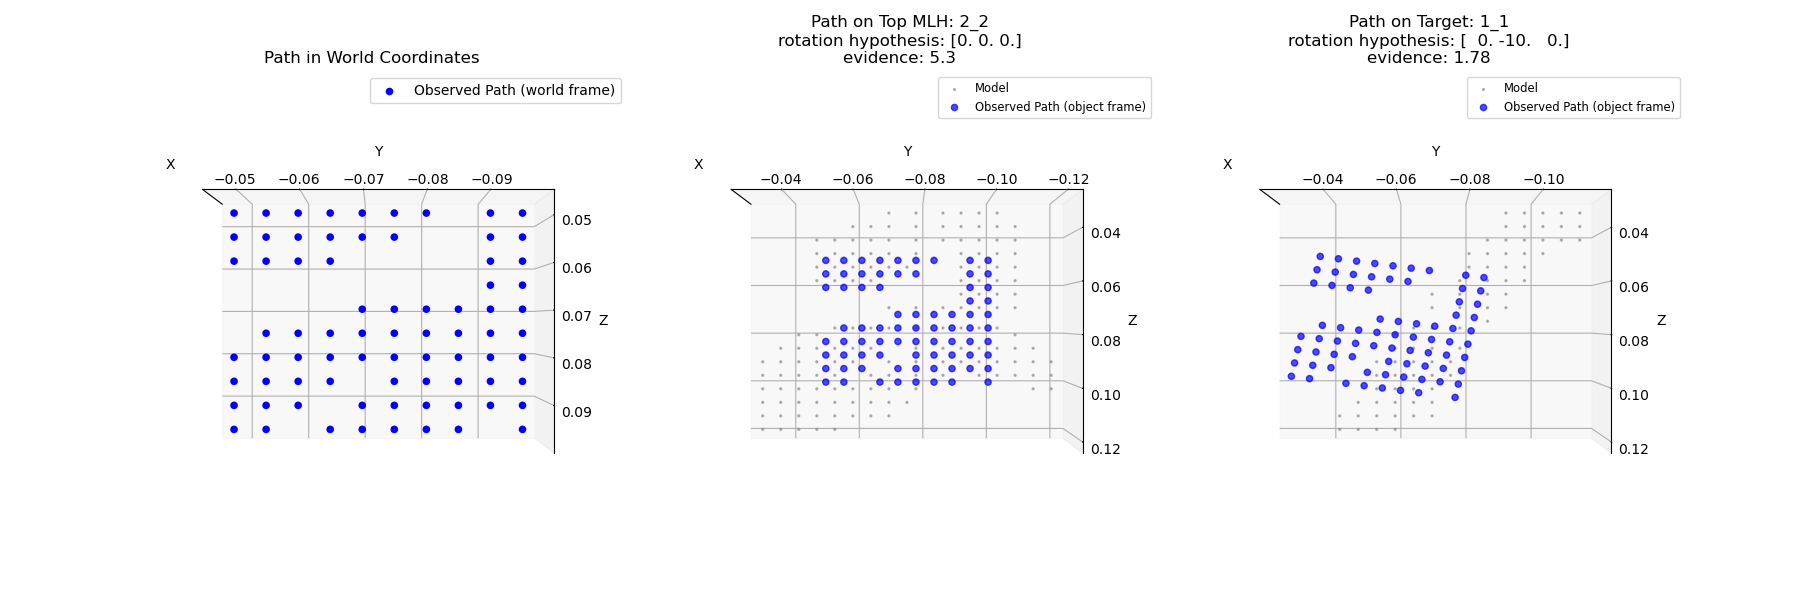 Path in World Coordinates
Observed Path (world frame)
X
Y
−0.05 −0.06 −0.07 −0.08 −0.09
0.05
0.06
0.07
Z
0.08
0.09
Path on Top MLH: 2_2
rotation hypothesis: [0. 0. 0.]
evidence: 5.3
Model
Observed Path (object frame)
X
Y
−0.04 −0.06 −0.08 −0.10 −0.12
0.04
0.06
Z
0.08
0.10
0.12
Path on Target: 1_1
rotation hypothesis: [  0. -10.   0.]
evidence: 1.78
Model
Observed Path (object frame)
X
Y
−0.04 −0.06 −0.08 −0.10
0.04
0.06
Z
0.08
0.10
0.12